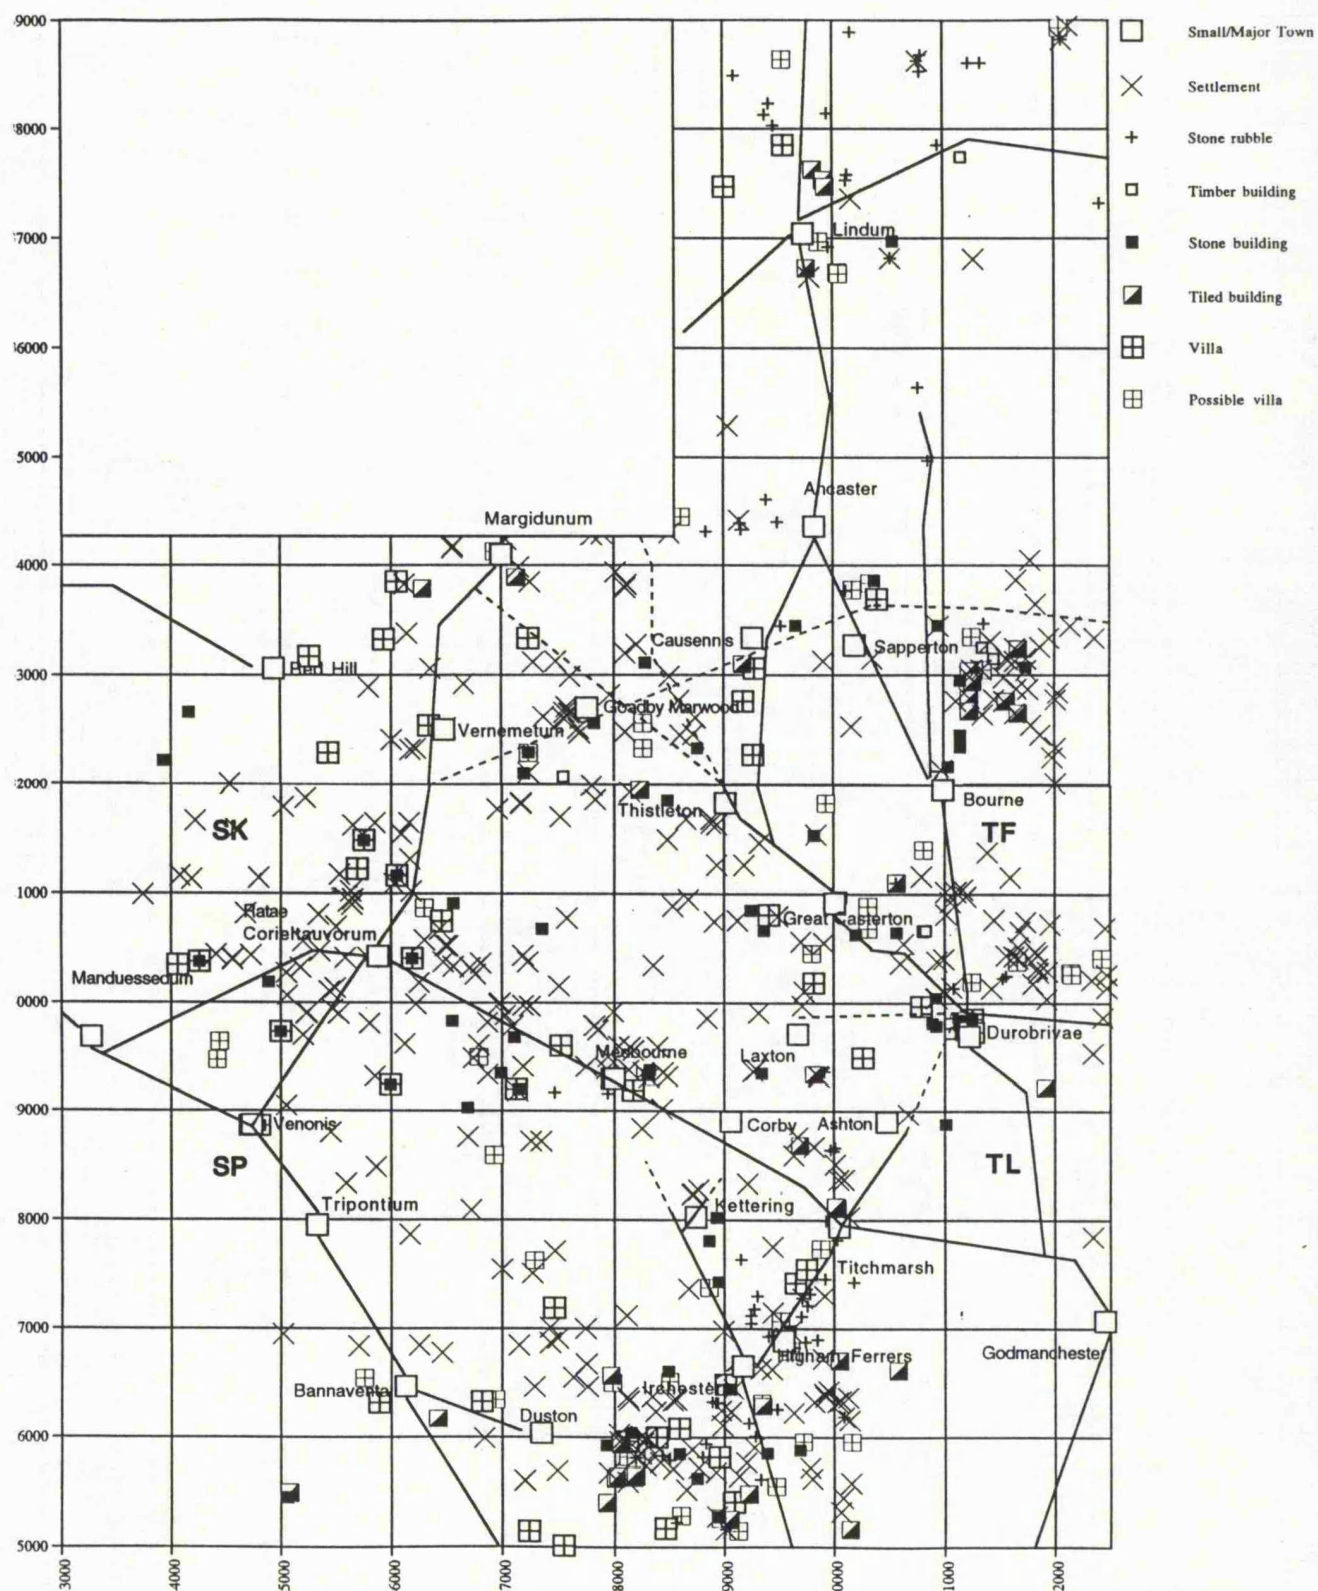 9000
Small/Major Town
Settlement
Stone rubble
8000
Timber building
Lindum
7000
Stone building
Tiled building
6000
Villa
Possible villa
5000
Ancaster
Margidunum
4000
Causennis
Sapperton
3000
Red Hill
Goadby Marwood
Vernemetum
2000
Thistleton
Bourne
SK
TF
1000
Ratae
Great Casterton
Corieltauvorum
Manduessedum
0000
Durobrivae
Medbourne
Laxton
9000
Venonis
Corby
Ashton
SP
TL
Tripontium
Kettering
8000
Titchmarsh
7000
Godmanchester
Higham Ferrers
Bannaventa
Irchester
Duston
6000
5000
3000
4000
5000
6000
7000
8000
9000
0000
1000
2000